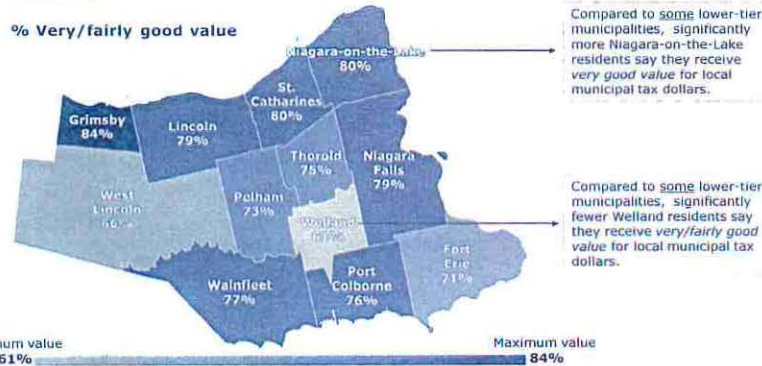 % Very/fairly good value
Niagara-on-the-Lake
80%
St.
Catharines
80%
Grimsby
84%
Lincoln
79%
Thorold
75%
Niagara
Falls
79%
West
Lincoln
66%
Pelham
73%
Welland
61%
Fort
Erie
71%
Wainfleet
77%
Port
Colborne
76%
Compared to some lower-tier
municipalities, significantly
more Niagara-on-the-Lake
residents say they receive
very good value for local
municipal tax dollars.
Compared to some lower-tier
municipalities, significantly
fewer Welland residents say
they receive very/fairly good
value for local municipal tax
dollars.
num value
61%
Maximum value
84%